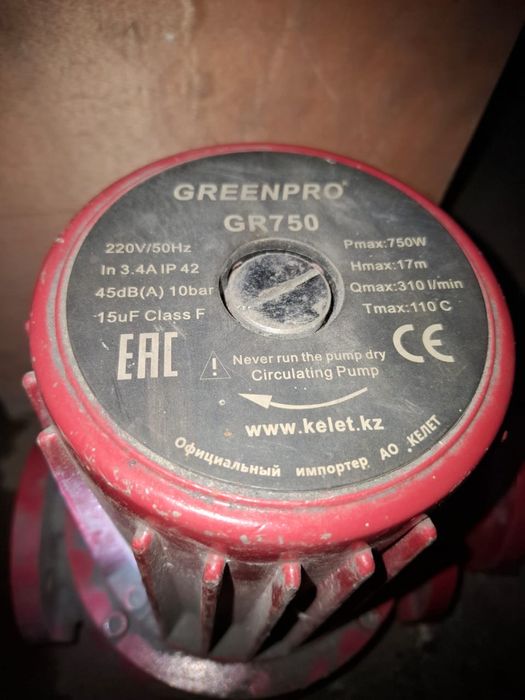 GREENPRO®
GR750
220V/50Hz
In 3.4A IP 42
45dB(A) 10bar
15uF Class F
Pmax:750W
Hmax:17m
Qmax:310 l/min
Tmax:110°C
EAC
CE
! Never run the pump dry
Circulating Pump
www.kelet.kz
Официальный импортер АО КЕЛЕТ